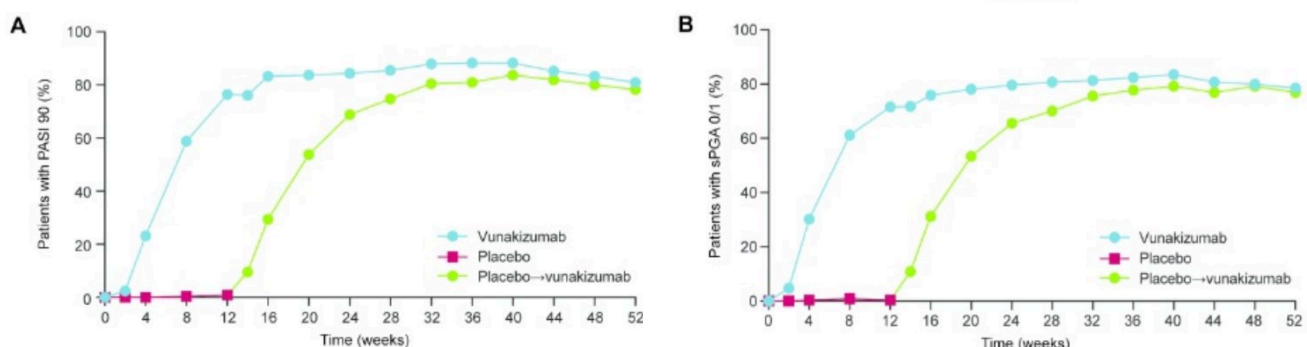 A
Patients with PASI 90 (%)
100
80
60
40
20
0
0 4 8 12 16 20 24 28 32 36 40 44 48 52
Time (weeks)
Vunakizumab
Placebo
Placebo→vunakizumab
B
Patients with sPGA 0/1 (%)
100
80
60
40
20
0
0 4 8 12 16 20 24 28 32 36 40 44 48 52
Time (weeks)
Vunakizumab
Placebo
Placebo→vunakizumab